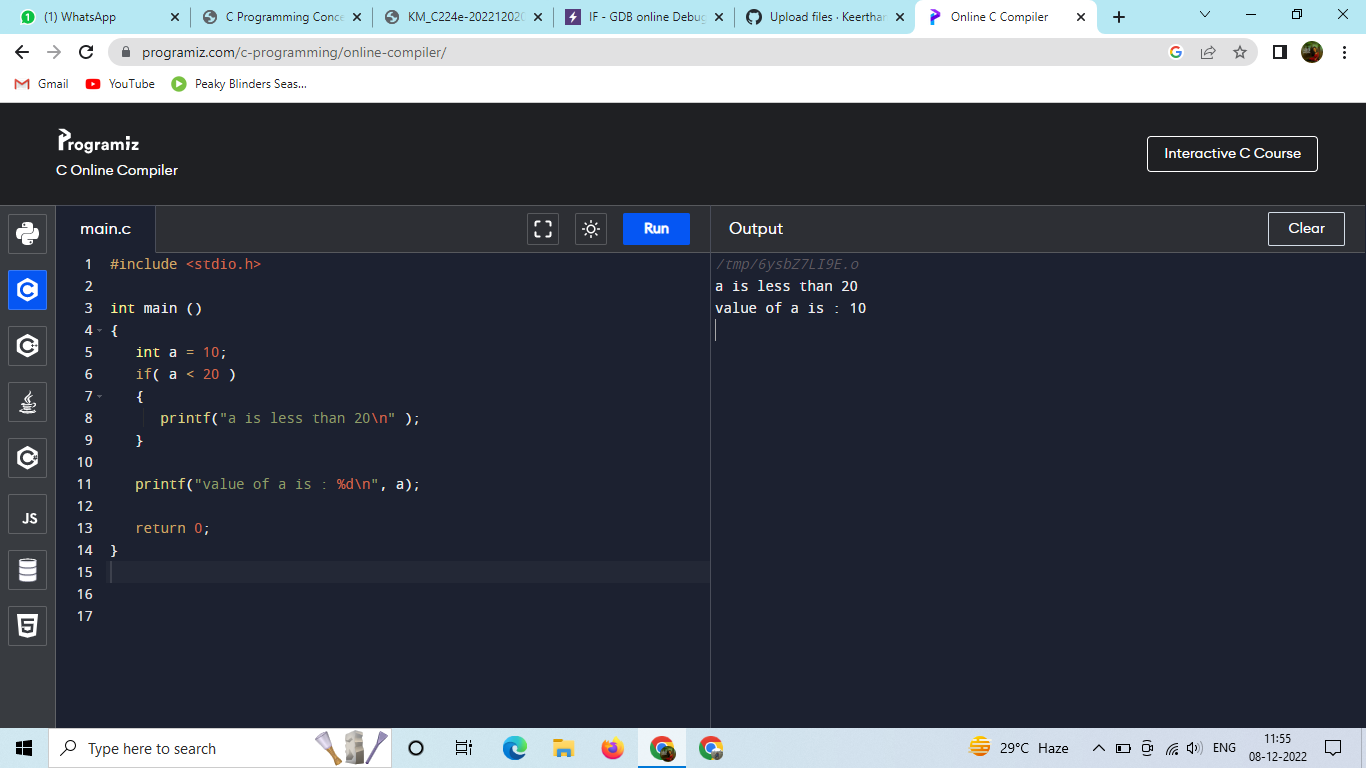 (1) WhatsApp
C Programming Conce
KM_C224e-20221202
IF - GDB online Debug
Upload files · Keerthan
Online C Compiler
programiz.com/c-programming/online-compiler/
Gmail
YouTube
Peaky Blinders Seas...
Programiz
C Online Compiler
Interactive C Course
main.c
Run
Output
Clear
1 #include <stdio.h>
2
3 int main ()
4 {
5 int a = 10;
6 if( a < 20 )
7 {
8 printf("a is less than 20\n" );
9 }
10
11 printf("value of a is : %d\n", a);
12
13 return 0;
14 }
15
16
17
/tmp/6ysbZ7LI9E.o
a is less than 20
value of a is : 10
JS
Type here to search
29°C Haze
ENG
11:55
08-12-2022